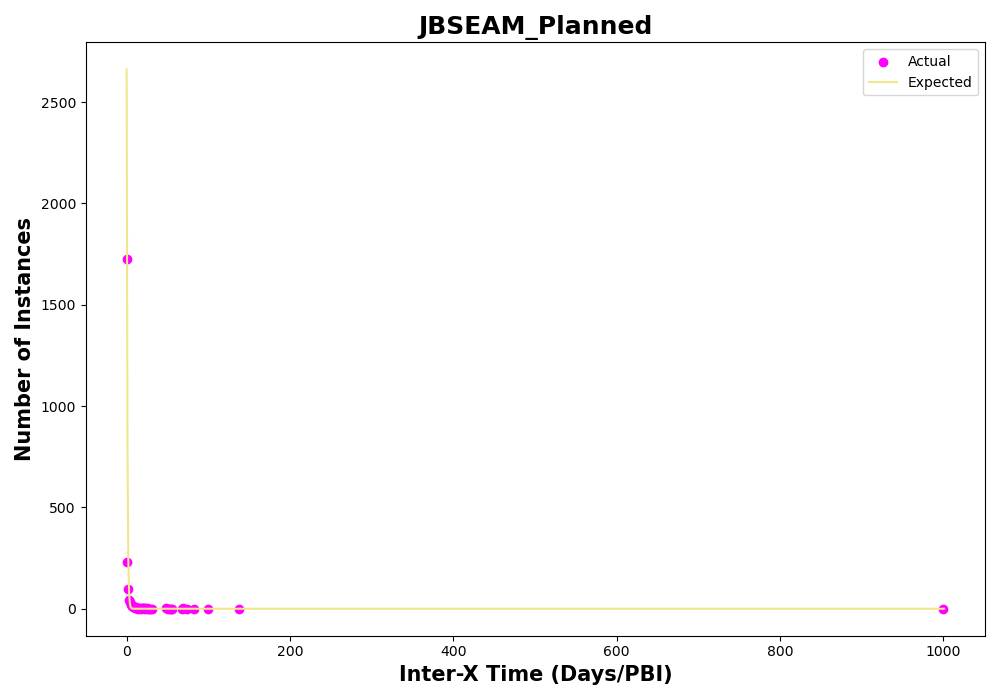 JBSEAM_Planned
Actual
Expected
2500
2000
1500
1000
500
0
Number of Instances
0 200 400 600 800 1000
Inter-X Time (Days/PBI)